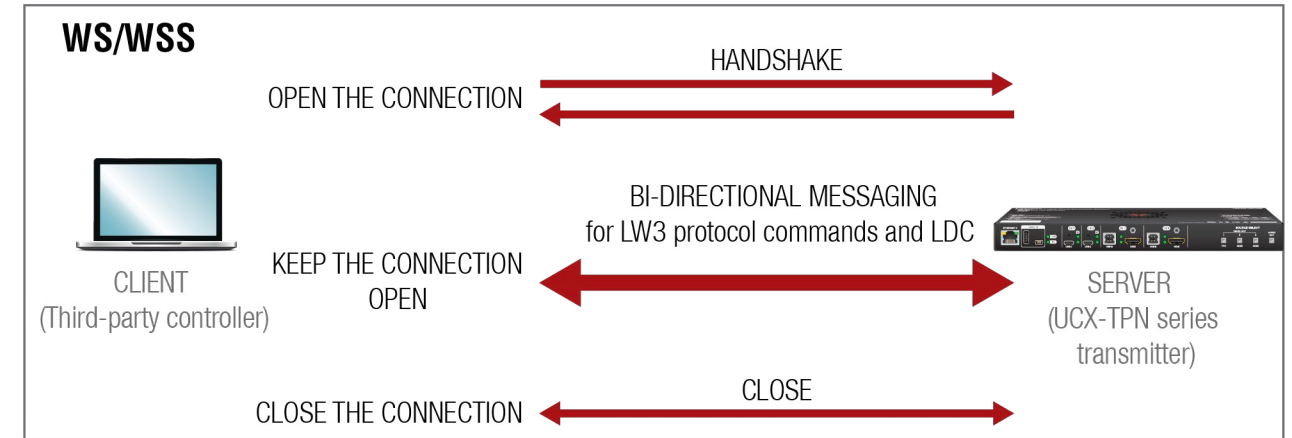 WS/WSS
HANDSHAKE
OPEN THE CONNECTION
BI-DIRECTIONAL MESSAGING
for LW3 protocol commands and LDC
KEEP THE CONNECTION
OPEN
CLIENT
(Third-party controller)
SERVER
(UCX-TPN series
transmitter)
CLOSE
CLOSE THE CONNECTION